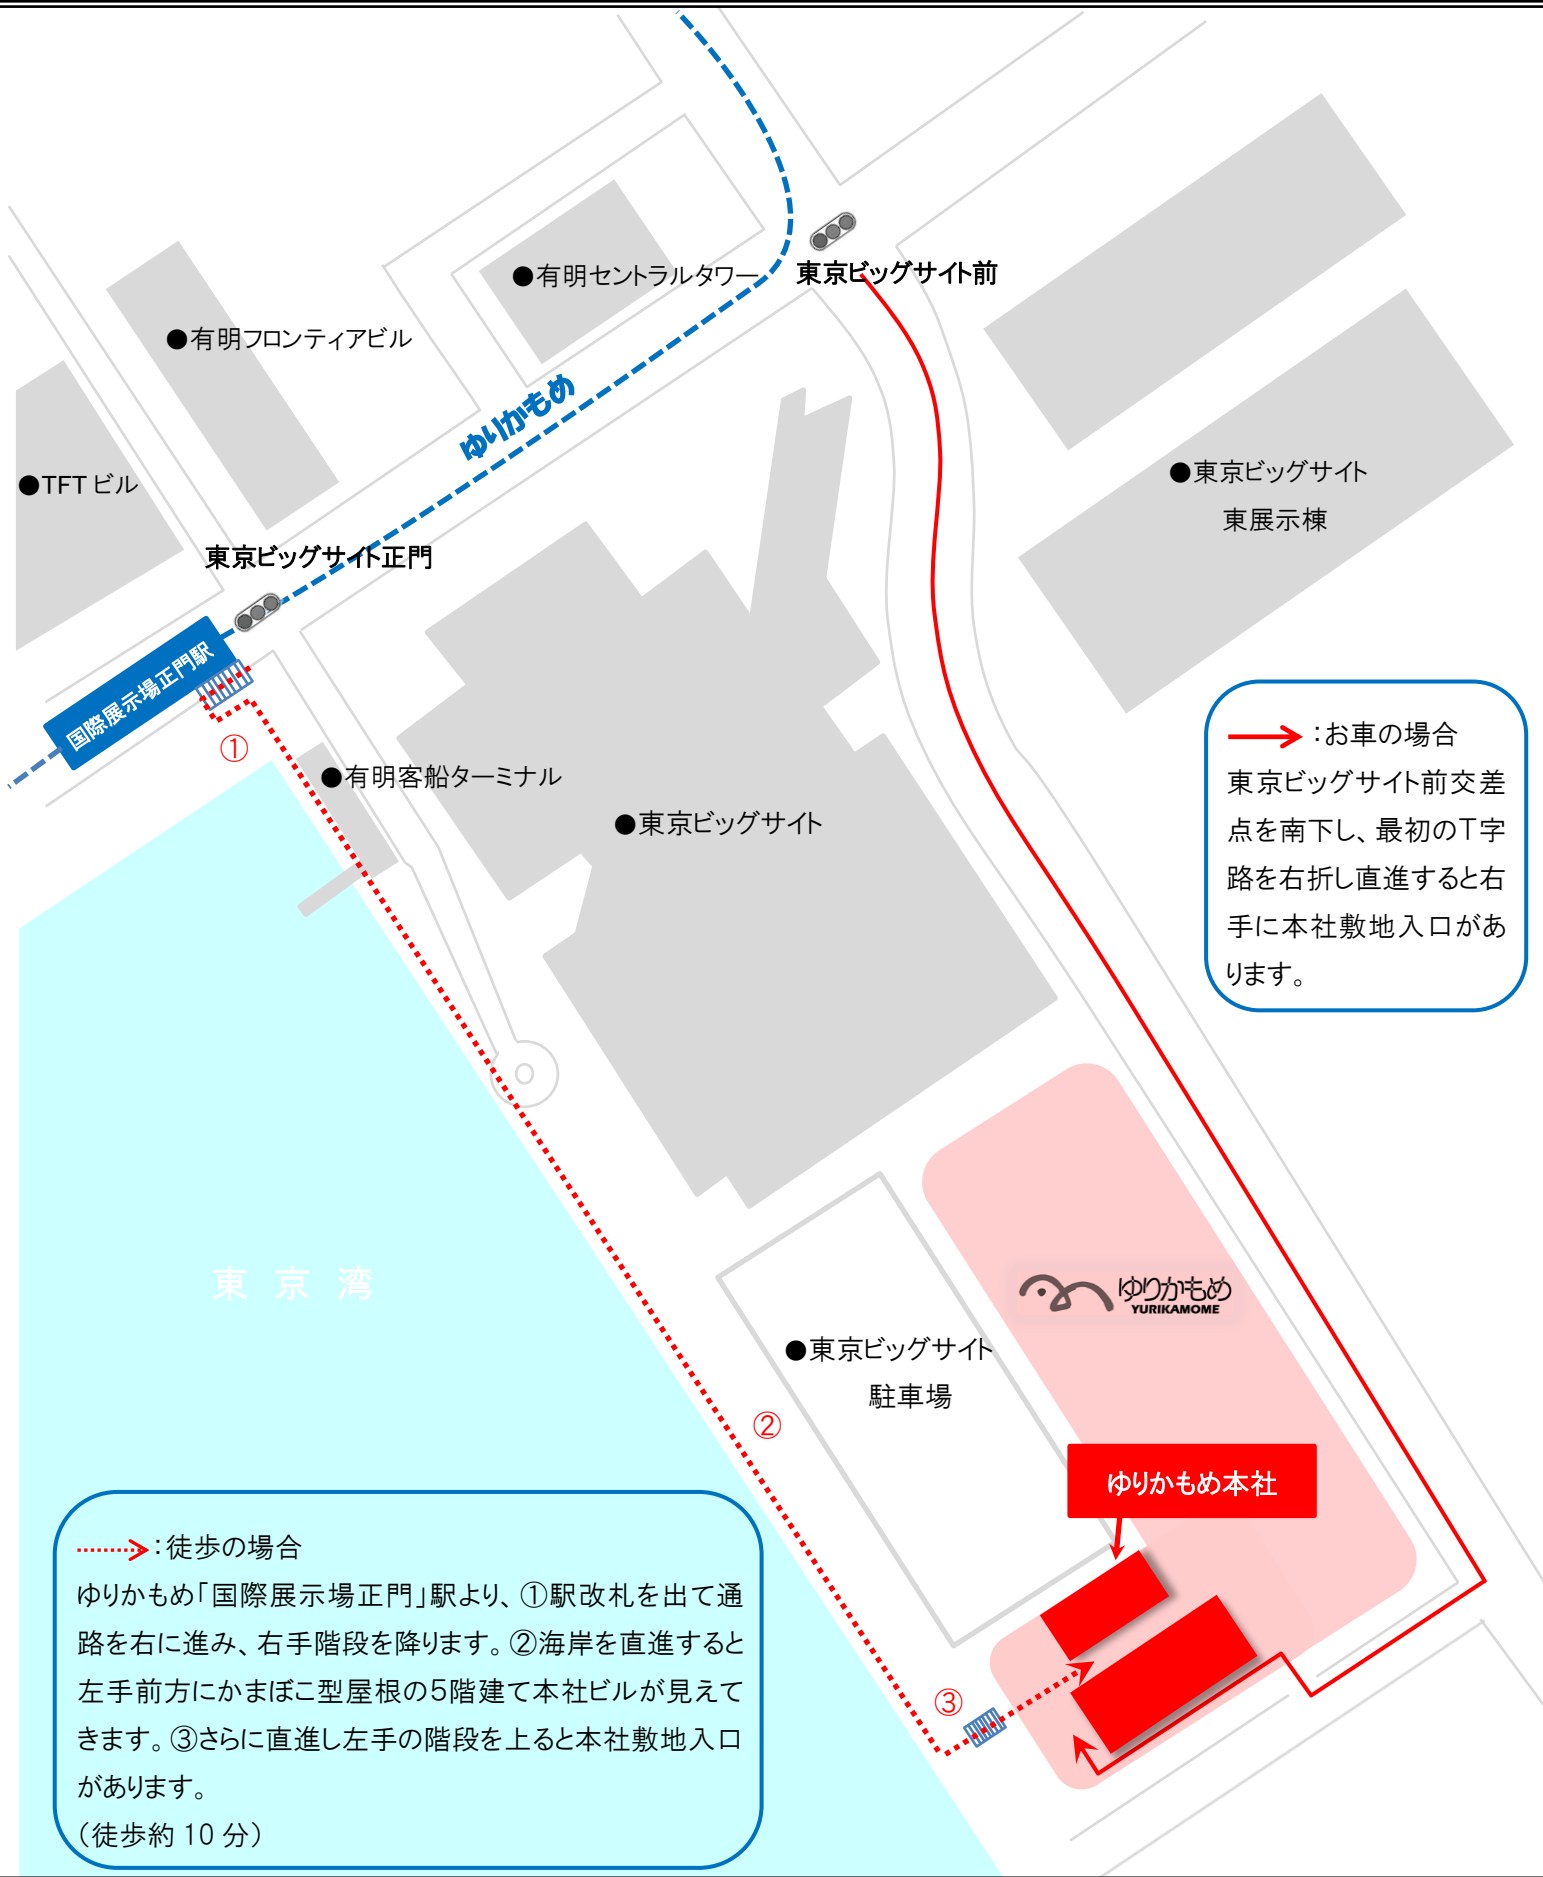 ●有明セントラルタワー
東京ビッグサイト前
●有明フロンティアビル
ゆりかもめ
●TFTビル
●東京ビッグサイト
東展示棟
東京ビッグサイト正門
国際展示場正門駅
①
●有明客船ターミナル
●東京ビッグサイト
:お車の場合
東京ビッグサイト前交差
点を南下し、最初のT字
路を右折し直進すると右
手に本社敷地入口があ
ります。
東京湾
ゆりかもめ
YURIKAMOME
●東京ビッグサイト
駐車場
②
ゆりかもめ本社
:徒歩の場合
ゆりかもめ「国際展示場正門」駅より、①駅改札を出て通
路を右に進み、右手階段を降ります。②海岸を直進すると
左手前方にかまぼこ型屋根の5階建て本社ビルが見えて
きます。③さらに直進し左手の階段を上ると本社敷地入口
があります。
(徒歩約10分)
③